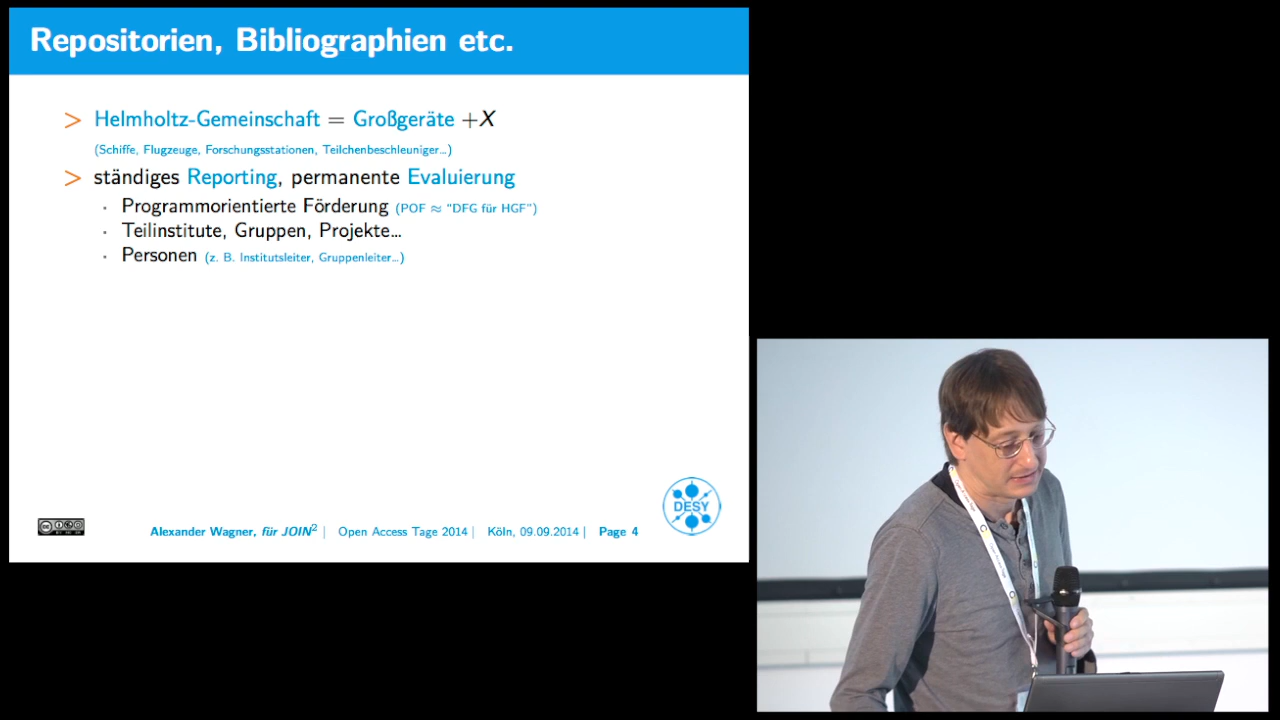 Repositorien, Bibliographien etc.
> Helmholtz-Gemeinschaft = Großgeräte +X
(Schiffe, Flugzeuge, Forschungsstationen, Teilchenbeschleuniger…)
> ständiges Reporting, permanente Evaluierung
· Programmorientierte Förderung (POF ≈ "DFG für HGF")
· Teilinstitute, Gruppen, Projekte…
· Personen (z. B. Institutsleiter, Gruppenleiter…)
DESY
Alexander Wagner, für JOIN² | Open Access Tage 2014 | Köln, 09.09.2014 | Page 4